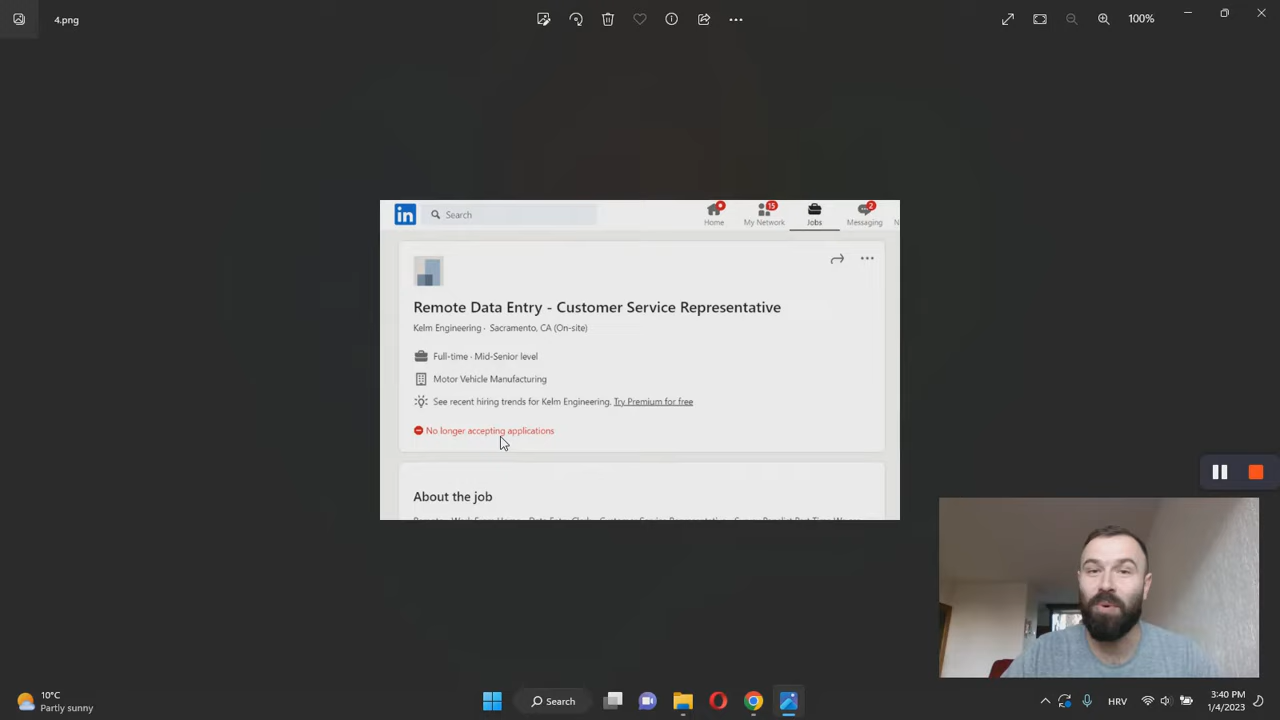 4.png
100%
in
Search
Home
15
My Network
Jobs
2
Messaging
N
Remote Data Entry - Customer Service Representative
Kelm Engineering · Sacramento, CA (On-site)
Full-time · Mid-Senior level
Motor Vehicle Manufacturing
See recent hiring trends for Kelm Engineering. Try Premium for free
No longer accepting applications
About the job
10°C
Partly sunny
Search
HRV
3:40 PM
1/4/2023